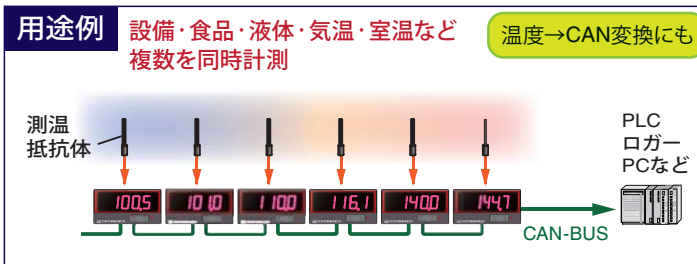 用途例
設備・食品・液体・気温・室温など
複数を同時計測
温度→CAN変換にも
測温
抵抗体
PLC
ロガー
PCなど
100.5
101.0
110.0
116.1
140.0
144.7
CAN-BUS